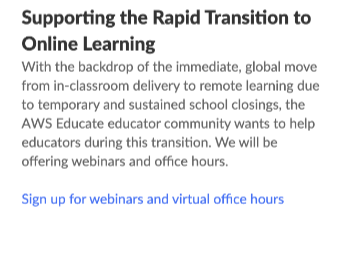 Supporting the Rapid Transition to
Online Learning
With the backdrop of the immediate, global move
from in-classroom delivery to remote learning due
to temporary and sustained school closings, the
AWS Educate educator community wants to help
educators during this transition. We will be
offering webinars and office hours.
Sign up for webinars and virtual office hours